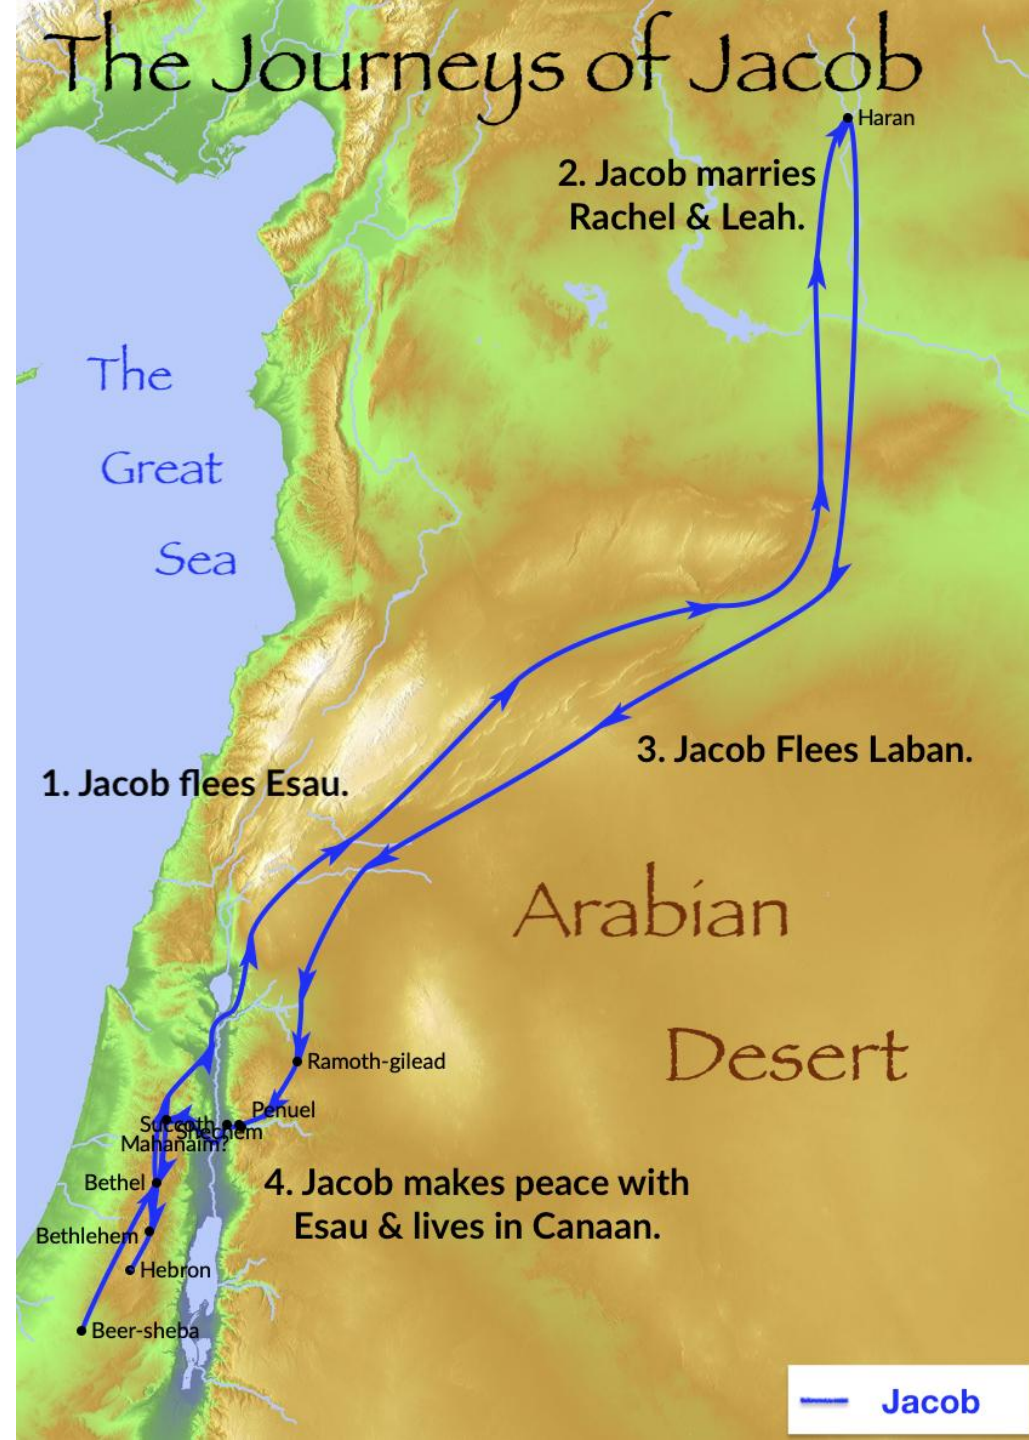 The Journeys of Jacob
Haran
2. Jacob marries
Rachel & Leah.
The
Great
Sea
3. Jacob Flees Laban.
1. Jacob flees Esau.
Arabian
Desert
Ramoth-gilead
Penuel
Succoth
Shechem
Mahanaim?
Bethel
4. Jacob makes peace with
Esau & lives in Canaan.
Bethlehem
Hebron
Beer-sheba
Jacob